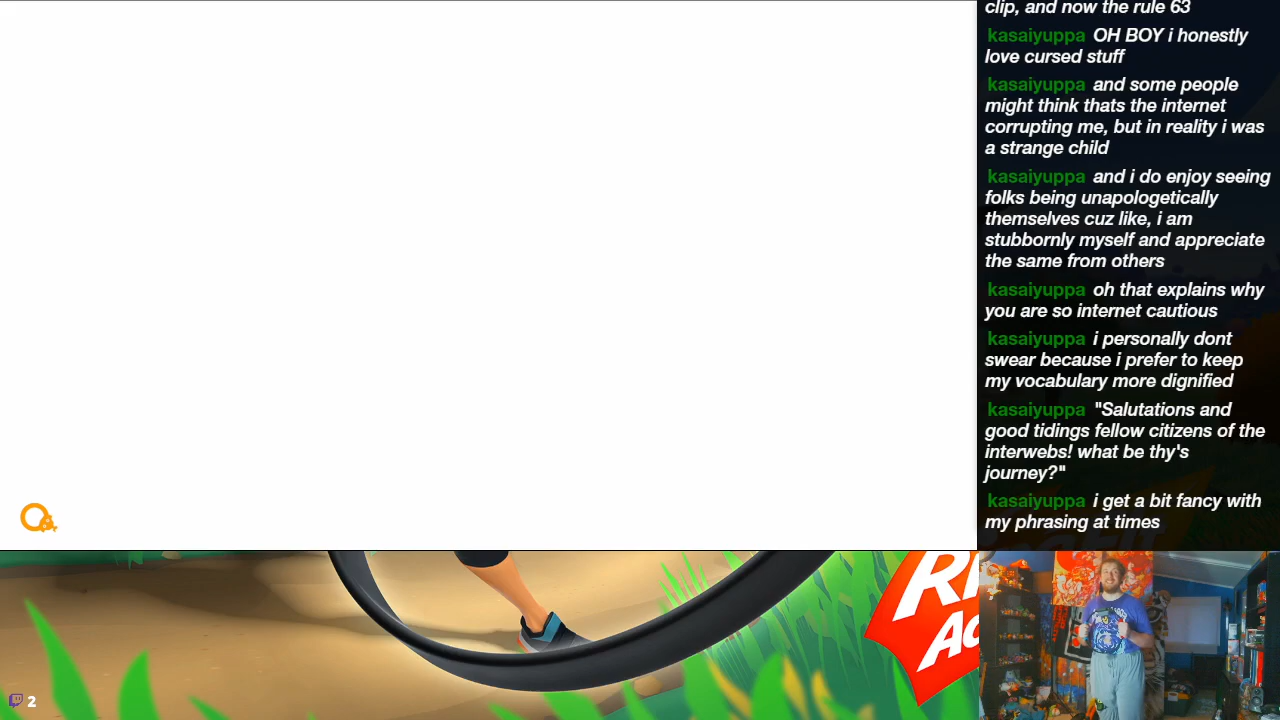 clip, and now the rule 63
kasaiyuppa OH BOY i honestly
love cursed stuff
kasaiyuppa and some people
might think thats the internet
corrupting me, but in reality i was
a strange child
kasaiyuppa and i do enjoy seeing
folks being unapologetically
themselves cuz like, i am
stubbornly myself and appreciate
the same from others
kasaiyuppa oh that explains why
you are so internet cautious
kasaiyuppa i personally dont
swear because i prefer to keep
my vocabulary more dignified
kasaiyuppa "Salutations and
good tidings fellow citizens of the
interwebs! what be thy's
journey?"
kasaiyuppa i get a bit fancy with
my phrasing at times
2